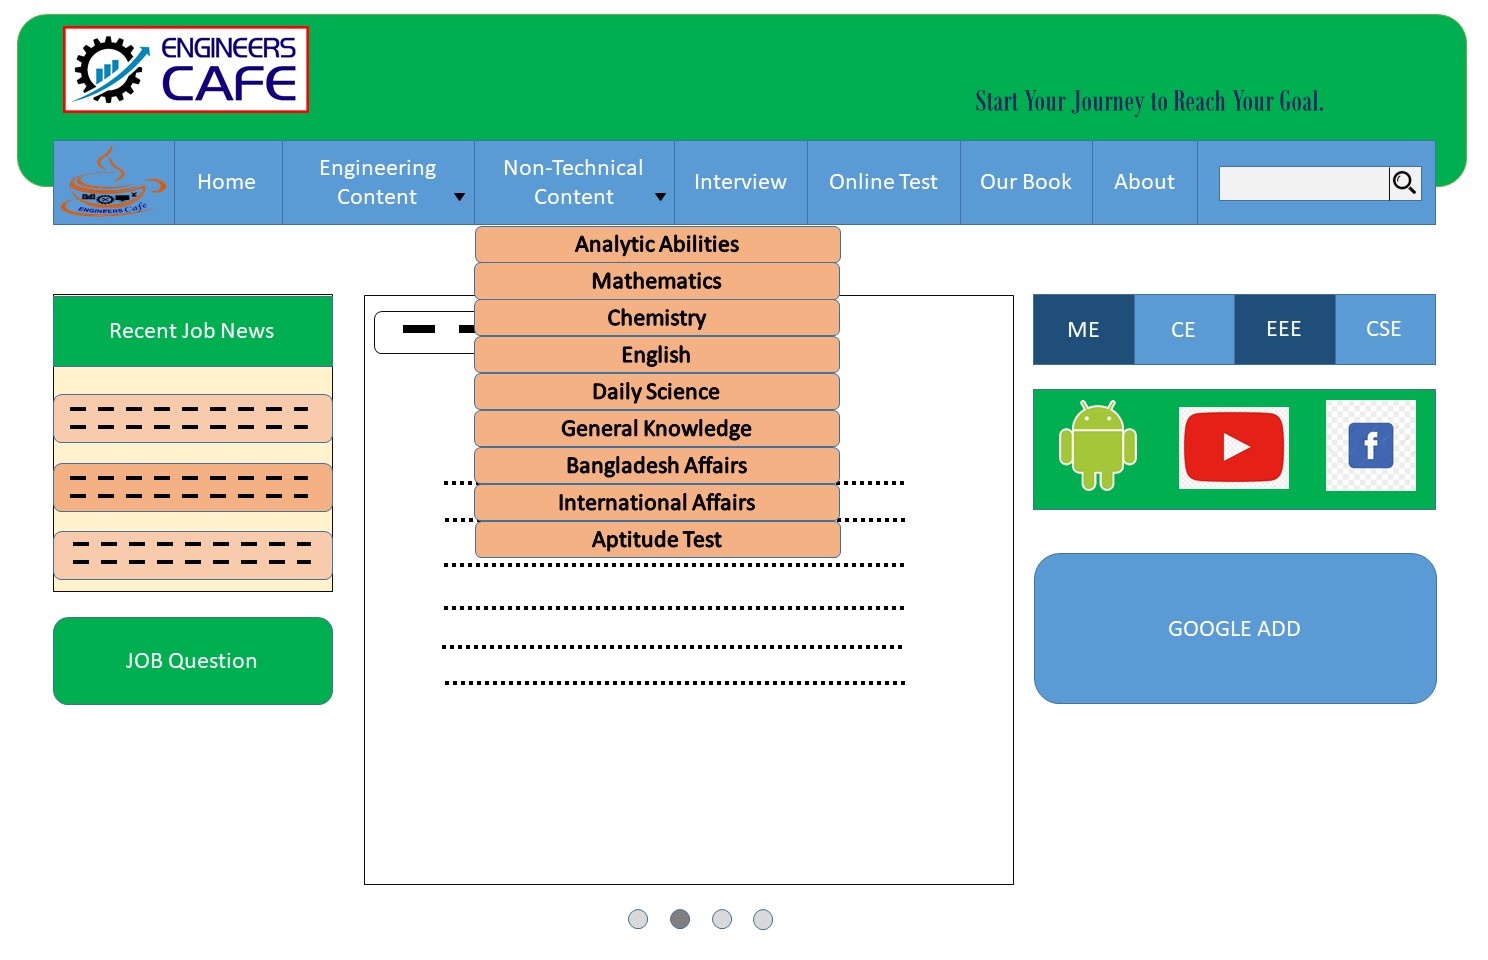 ENGINEERS
CAFE
Start Your Journey to Reach Your Goal.
ENGINEERS Cafe
Home
Engineering
Content
Non-Technical
Content
Interview
Online Test
Our Book
About
Analytic Abilities
Mathematics
Chemistry
English
Daily Science
General Knowledge
Bangladesh Affairs
International Affairs
Aptitude Test
Recent Job News
JOB Question
ME
CE
EEE
CSE
f
GOOGLE ADD